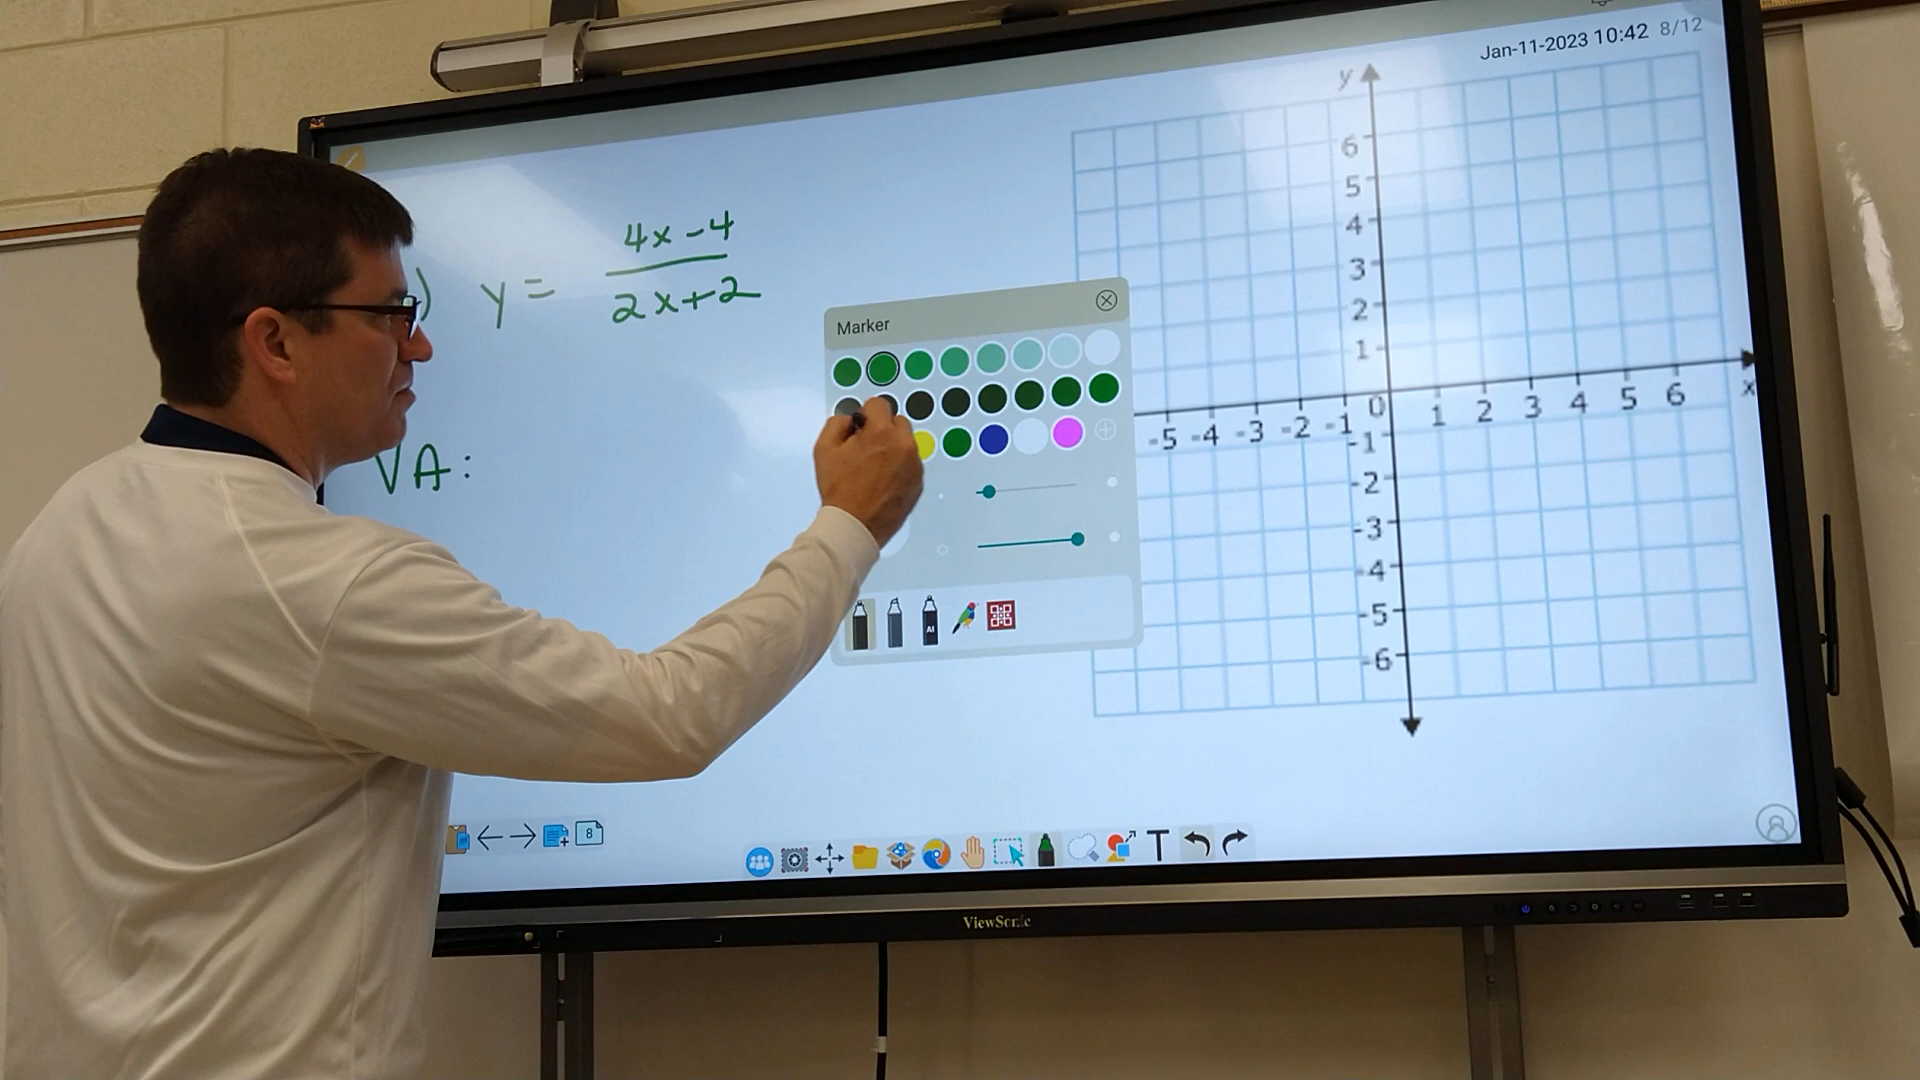 Jan-11-2023 10:42 8/12
) y = 4x-4
2x+2
VA:
Marker
AI
y
6
5
4
3
2
1
-5 -4 -3 -2 -1 0 1 2 3 4 5 6 x
-1
-2
-3
-4
-5
-6
8
T
ViewSonic